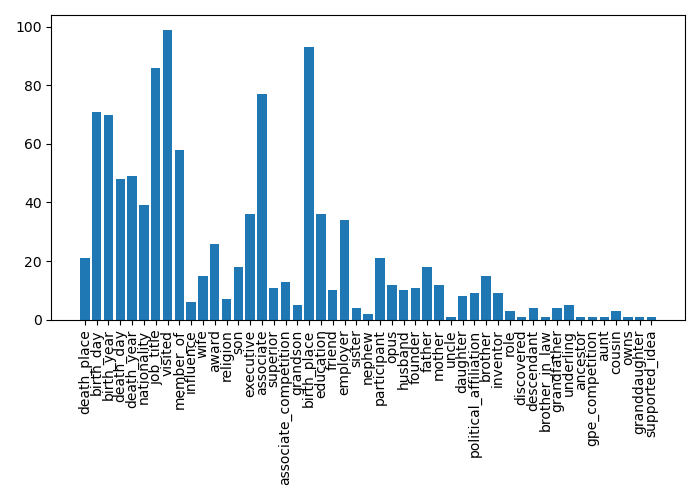 100
80
60
40
20
0
death_place
birth_day
birth_year
death_day
death_year
nationality
job_title
visited
member_of
influence
wife
award
religion
son
executive
associate
superior
associate_competition
grandson
birth_place
education
friend
employer
sister
nephew
participant
opus
husband
founder
father
mother
uncle
daughter
political_affiliation
brother
inventor
role
discovered
descendant
brother_in_law
grandfather
underling
ancestor
gpe_competition
aunt
cousin
owns
granddaughter
supported_idea